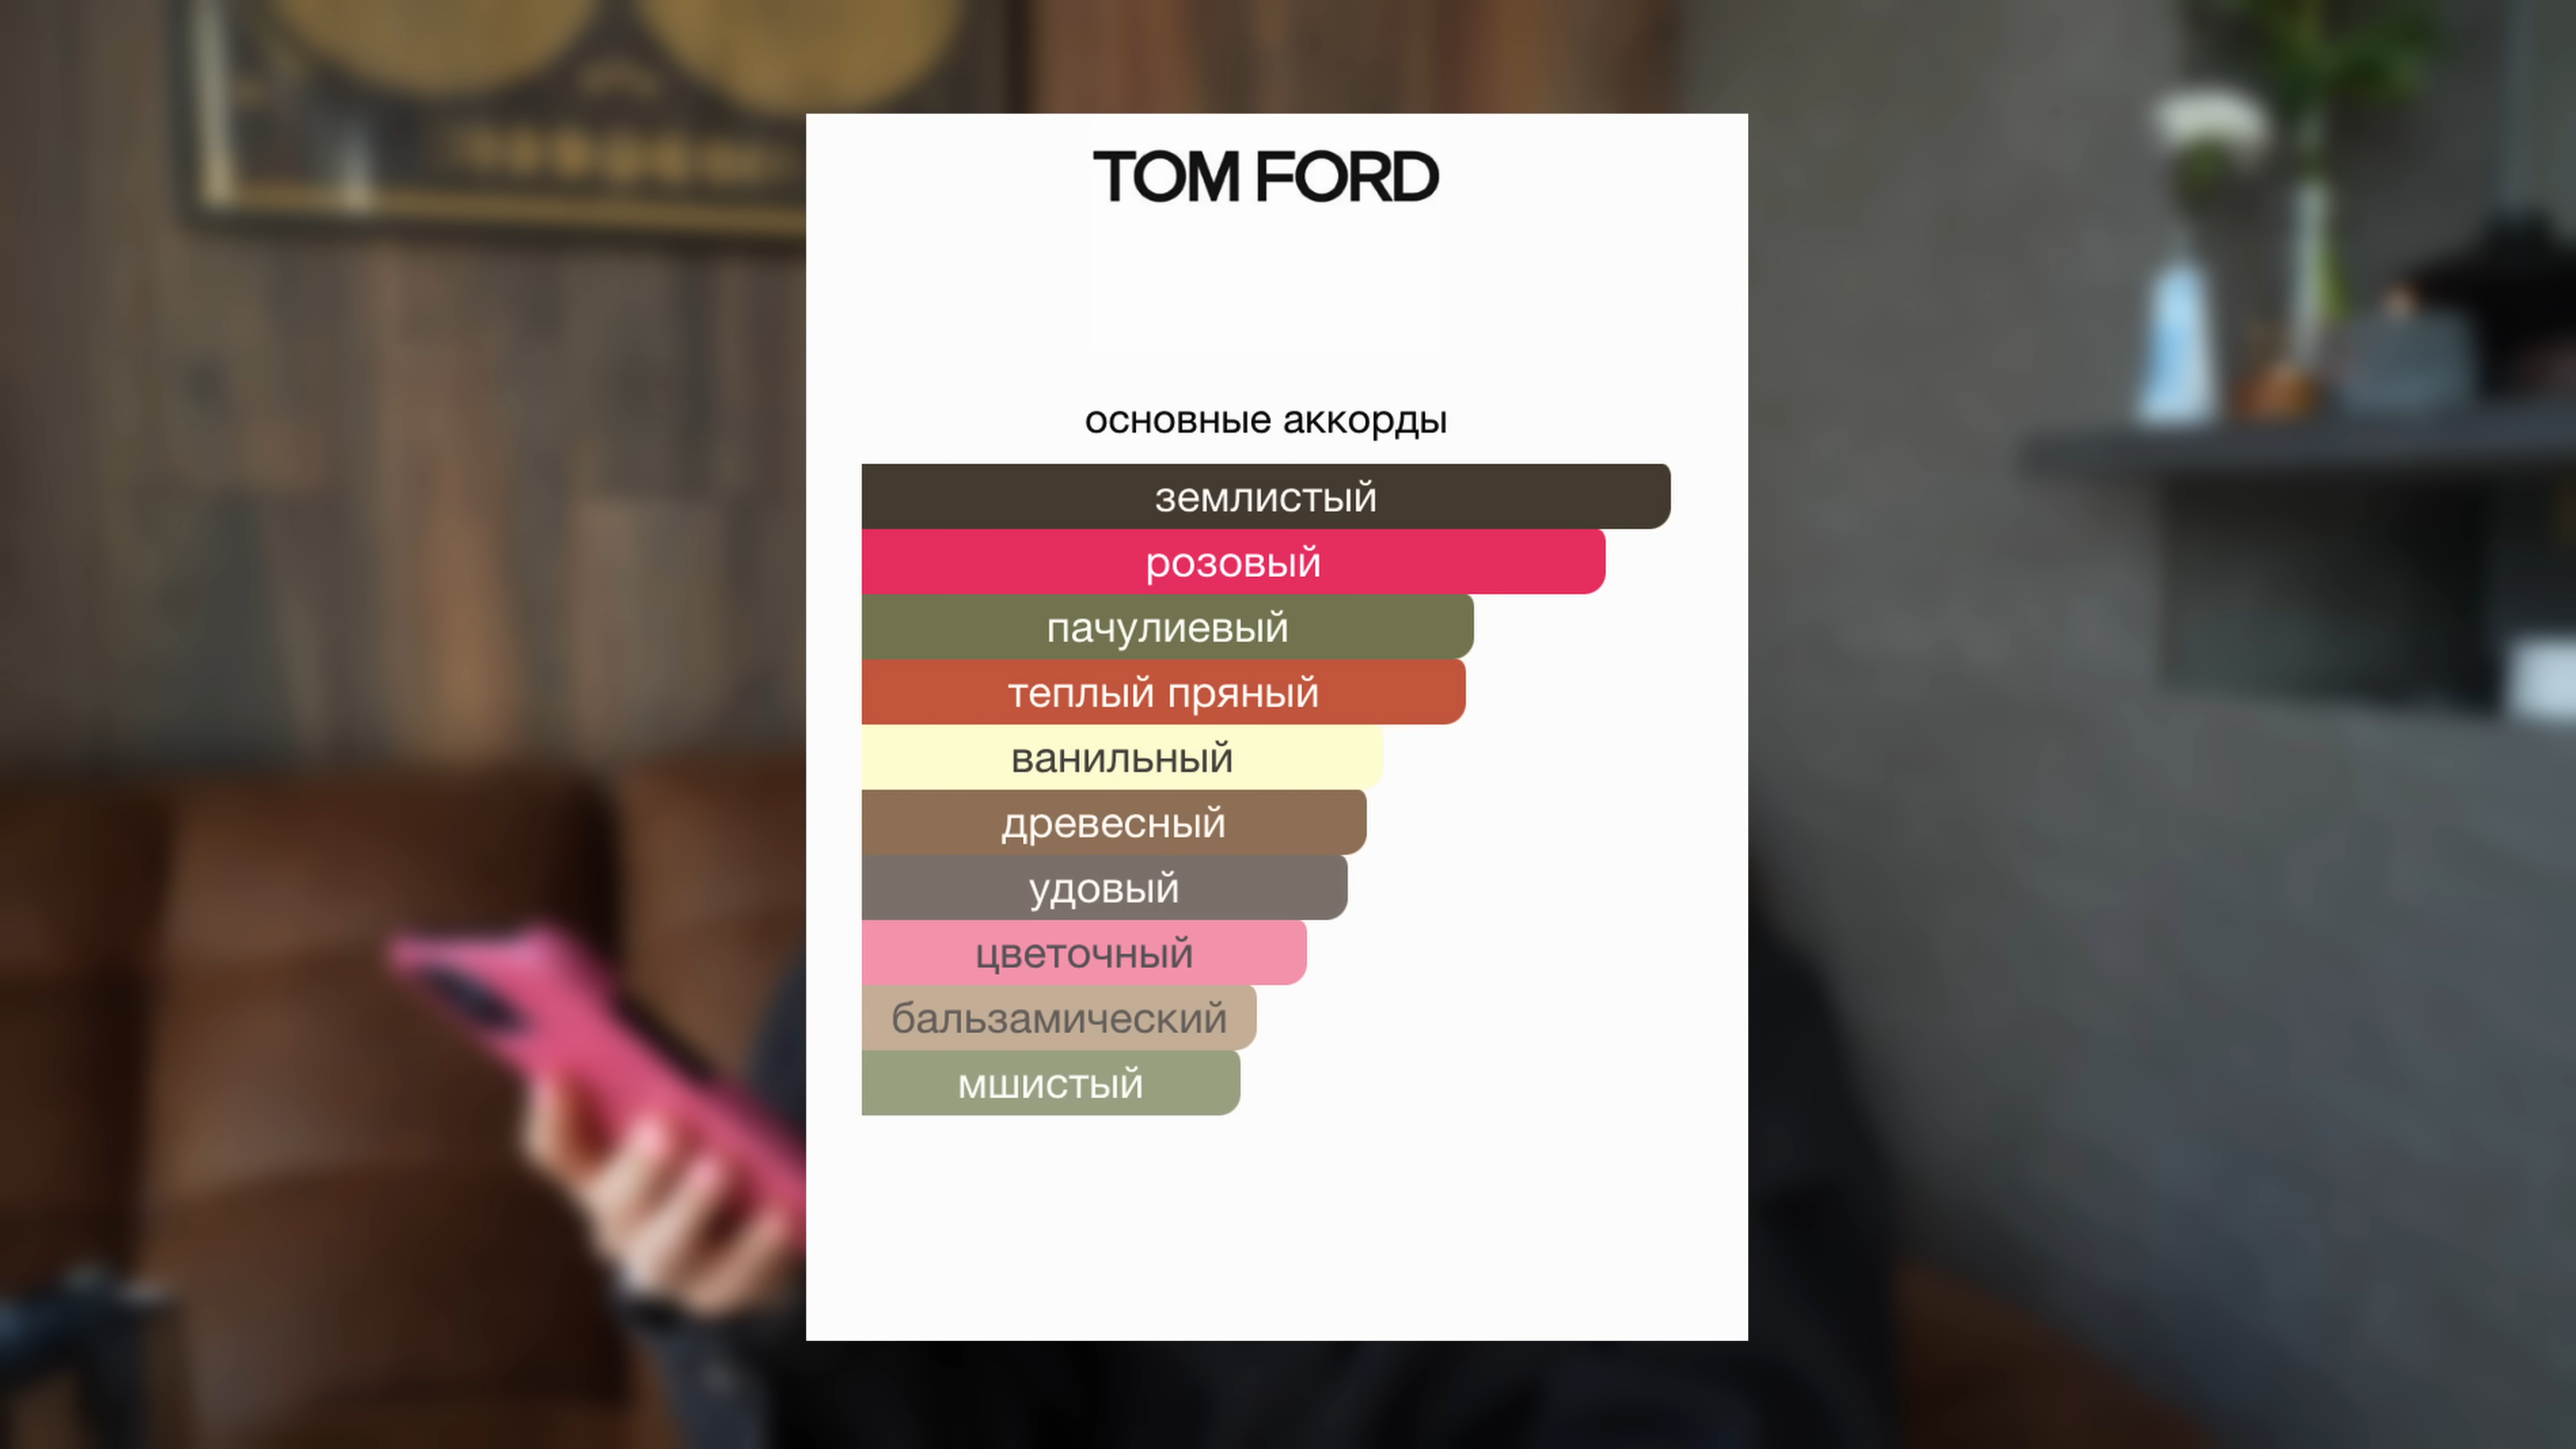 TOM FORD
основные аккорды
землистый
розовый
пачулиевый
теплый пряный
ванильный
древесный
удовый
цветочный
бальзамический
мшистый